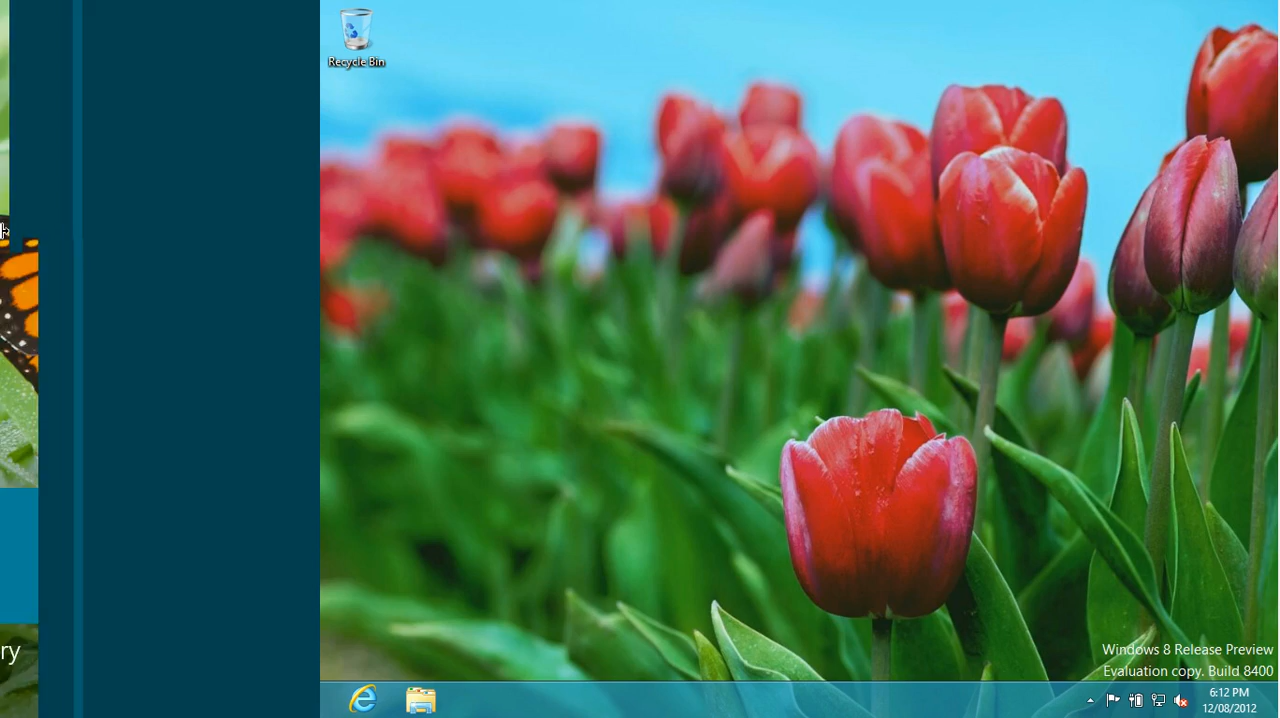 Recycle Bin
ry
Windows 8 Release Preview
Evaluation copy. Build 8400
6:12 PM
12/08/2012